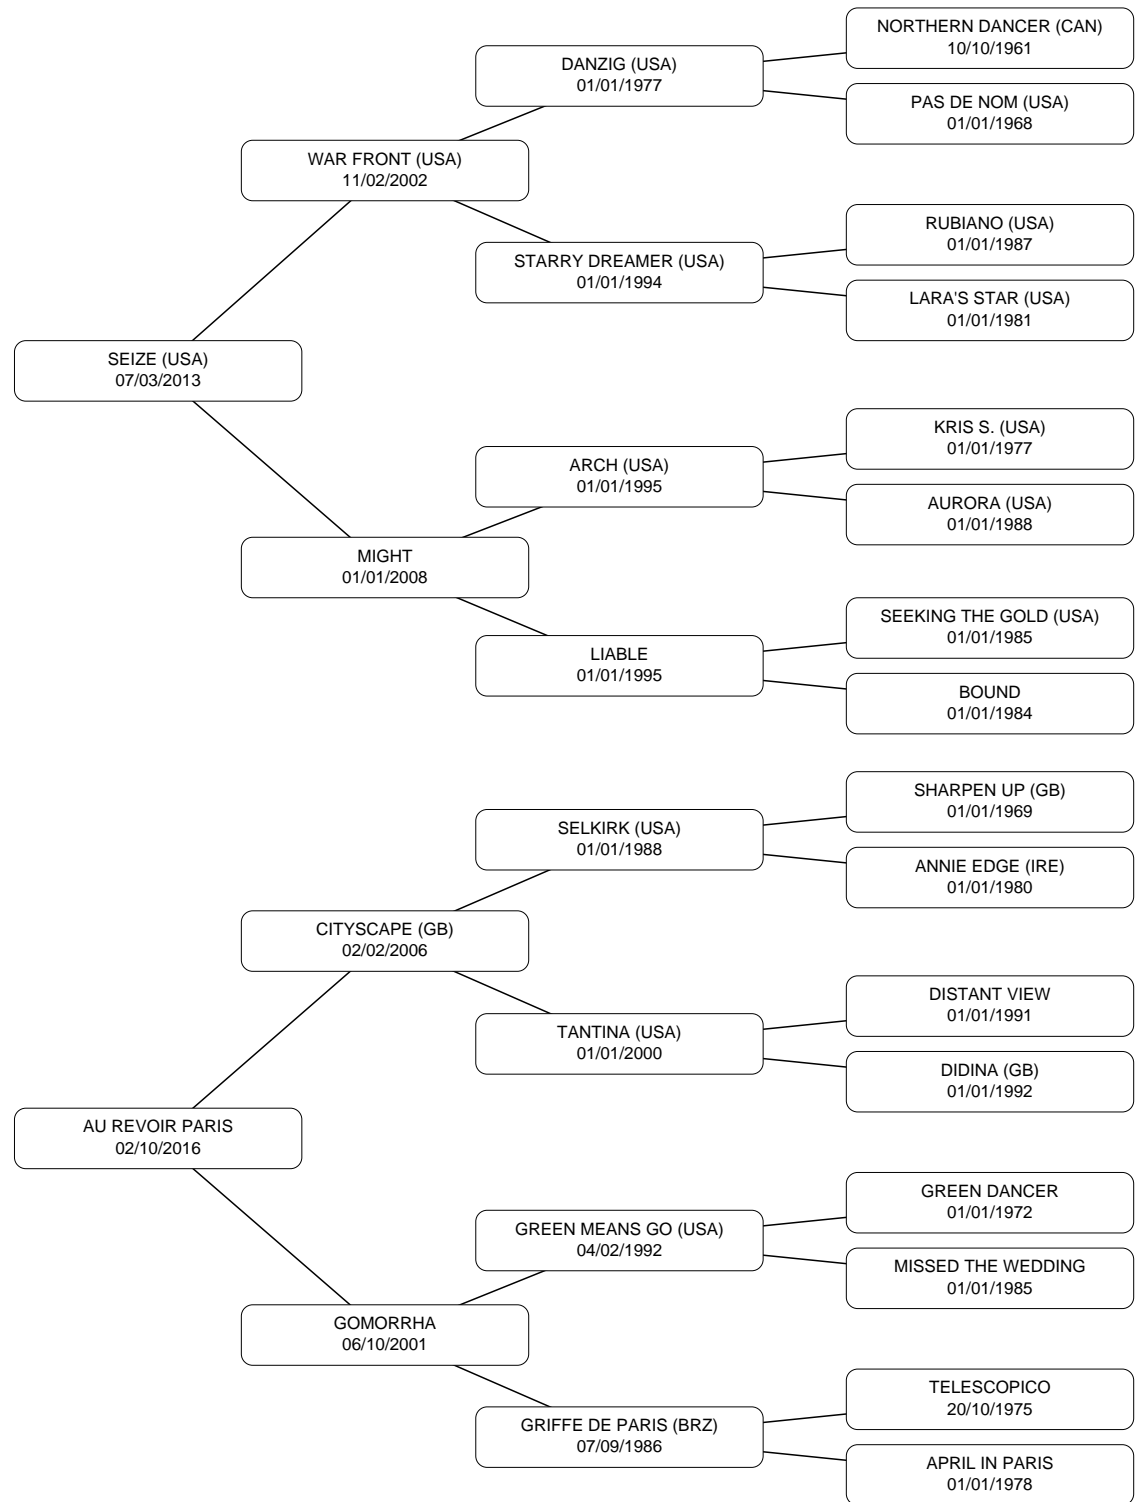 NORTHERN DANCER (CAN)
10/10/1961
DANZIG (USA)
01/01/1977
PAS DE NOM (USA)
01/01/1968
WAR FRONT (USA)
11/02/2002
RUBIANO (USA)
01/01/1987
STARRY DREAMER (USA)
01/01/1994
LARA'S STAR (USA)
01/01/1981
SEIZE (USA)
07/03/2013
KRIS S. (USA)
01/01/1977
ARCH (USA)
01/01/1995
AURORA (USA)
01/01/1988
MIGHT
01/01/2008
SEEKING THE GOLD (USA)
01/01/1985
LIABLE
01/01/1995
BOUND
01/01/1984
SHARPEN UP (GB)
01/01/1969
SELKIRK (USA)
01/01/1988
ANNIE EDGE (IRE)
01/01/1980
CITYSCAPE (GB)
02/02/2006
DISTANT VIEW
01/01/1991
TANTINA (USA)
01/01/2000
DIDINA (GB)
01/01/1992
AU REVOIR PARIS
02/10/2016
GREEN DANCER
01/01/1972
GREEN MEANS GO (USA)
04/02/1992
MISSED THE WEDDING
01/01/1985
GOMORRHA
06/10/2001
TELESCOPICO
20/10/1975
GRIFFE DE PARIS (BRZ)
07/09/1986
APRIL IN PARIS
01/01/1978